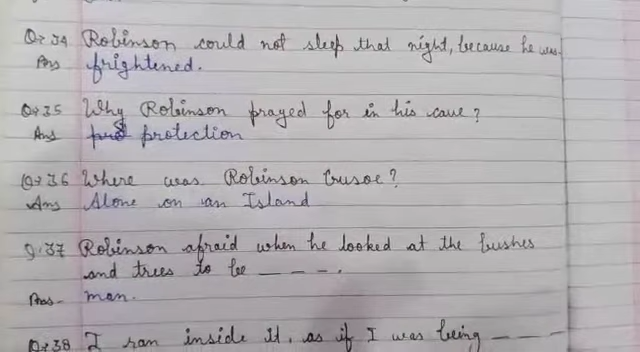 Q. 34 Robinson could not sleep that night, because he was
Ans frightened.
Q. 35 Why Robinson prayed for in his cave?
Ans protection
Q. 36 Where was Robinson Crusoe?
Ans Alone on an Island
Q. 37 Robinson afraid when he looked at the bushes
and trees to be ---.
Ans- man.
Q. 38 I ran inside it, as if I was being ---